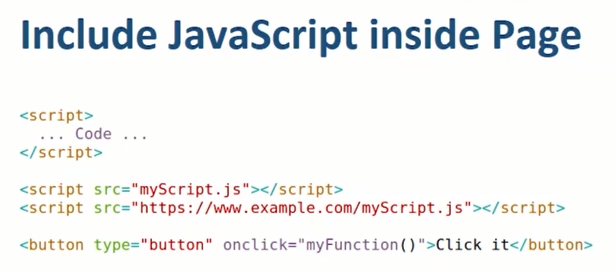 Include JavaScript inside Page
<script>
... Code ...
</script>
<script src="myScript.js"></script>
<script src="https://www.example.com/myScript.js"></script>
<button type="button" onclick="myFunction()">Click it</button>